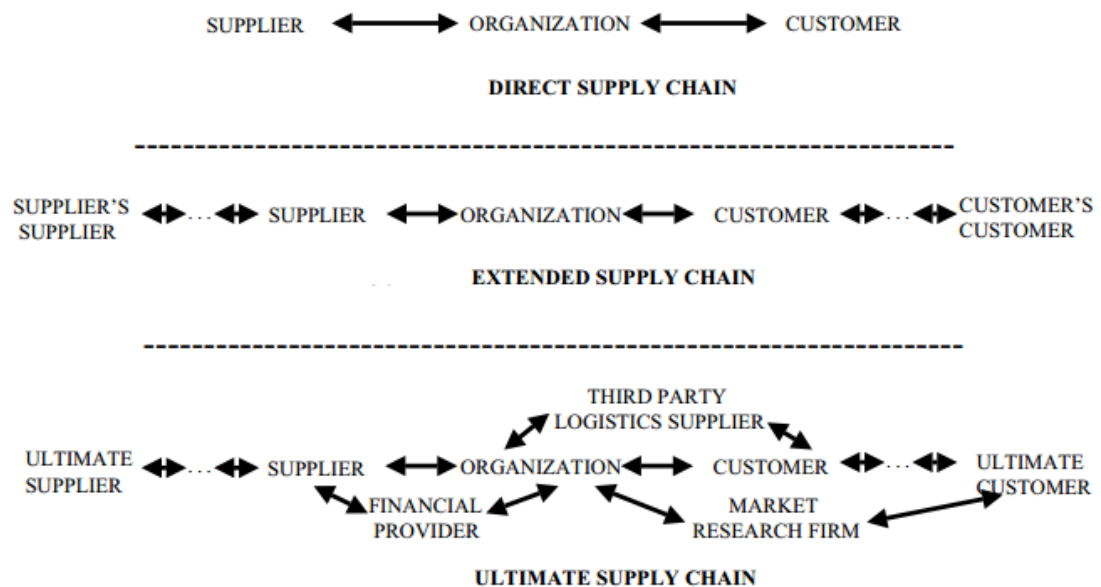 SUPPLIER ORGANIZATION CUSTOMER
DIRECT SUPPLY CHAIN
SUPPLIER'S
SUPPLIER
... SUPPLIER ORGANIZATION CUSTOMER ...
CUSTOMER'S
CUSTOMER
EXTENDED SUPPLY CHAIN
THIRD PARTY
LOGISTICS SUPPLIER
ULTIMATE
SUPPLIER
... SUPPLIER ORGANIZATION CUSTOMER ...
ULTIMATE
CUSTOMER
FINANCIAL
PROVIDER
MARKET
RESEARCH FIRM
ULTIMATE SUPPLY CHAIN